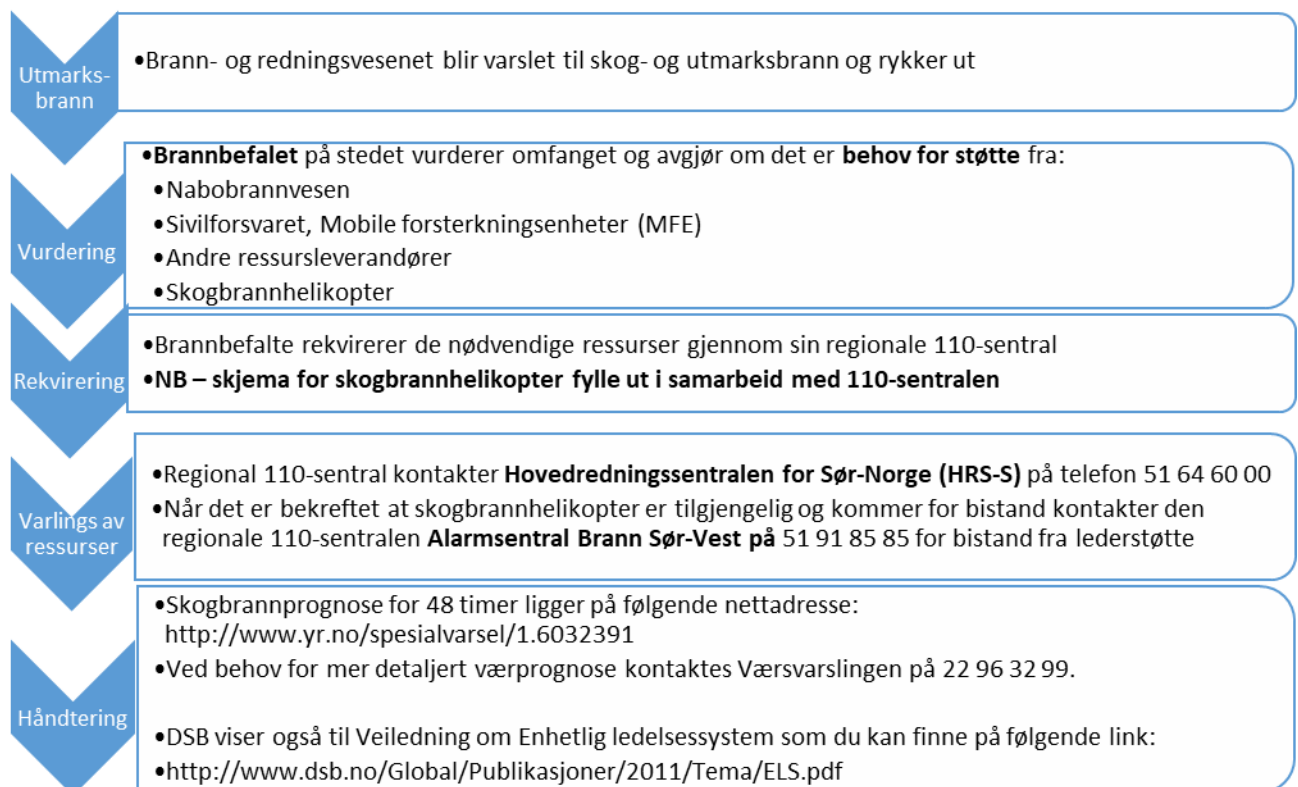 Utmarks-
brann
•Brann- og redningsvesenet blir varslet til skog- og utmarksbrann og rykker ut
Vurdering
•Brannbefalet på stedet vurderer omfanget og avgjør om det er behov for støtte fra:
•Nabobrannvesen
•Sivilforsvaret, Mobile forsterkningsenheter (MFE)
•Andre ressursleverandører
•Skogbrannhelikopter
Rekvirering
•Brannbefalte rekvirerer de nødvendige ressurser gjennom sin regionale 110-sentral
•NB – skjema for skogbrannhelikopter fylle ut i samarbeid med 110-sentralen
Varlings av
ressurser
•Regional 110-sentral kontakter Hovedredningssentralen for Sør-Norge (HRS-S) på telefon 51 64 60 00
•Når det er bekreftet at skogbrannhelikopter er tilgjengelig og kommer for bistand kontakter den
regionale 110-sentralen Alarmsentral Brann Sør-Vest på 51 91 85 85 for bistand fra lederstøtte
Håndtering
•Skogbrannprognose for 48 timer ligger på følgende nettadresse:
http://www.yr.no/spesialvarsel/1.6032391
•Ved behov for mer detaljert værprognose kontaktes Værsvarslingen på 22 96 32 99.
•DSB viser også til Veiledning om Enhetlig ledelsessystem som du kan finne på følgende link:
•http://www.dsb.no/Global/Publikasjoner/2011/Tema/ELS.pdf